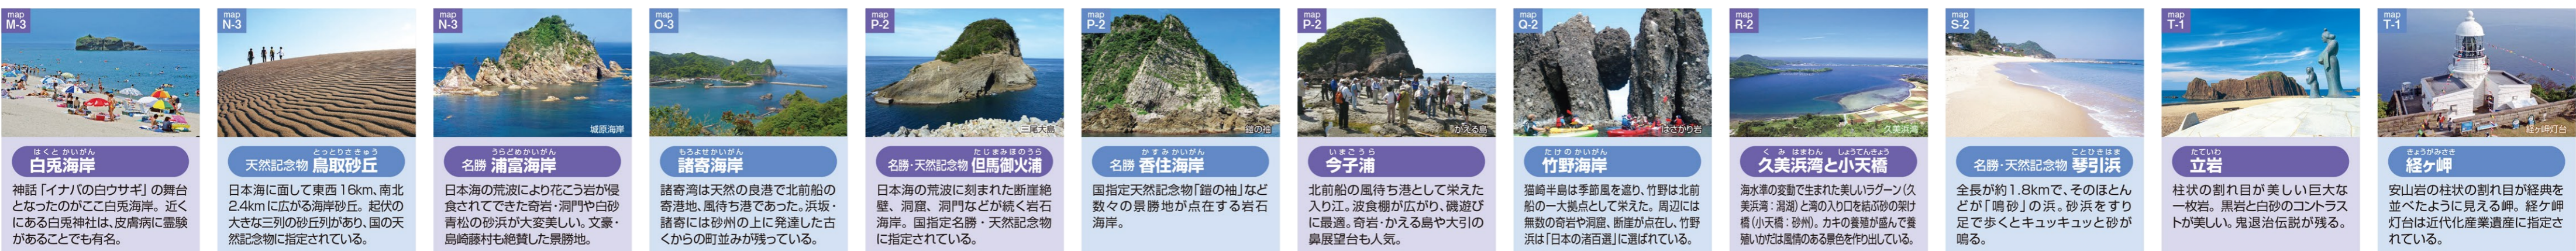 map
M-3
はくとかいがん
白兎海岸
神話「イナバの白ウサギ」の舞台
となったのがここ白兎海岸。近く
にある白兎神社は、皮膚病に霊験
があることでも有名。
map
N-3
とっとりさきゅう
天然記念物 鳥取砂丘
日本海に面して東西16km、南北
2.4kmに広がる海岸砂丘。起伏の
大きな三列の砂丘列があり、国の天
然記念物に指定されている。
map
N-3
城原海岸
うらどめかいがん
名勝 浦富海岸
日本海の荒波により花こう岩が侵
食されてできた奇岩・洞門や白砂
青松の砂浜が大変美しい。文豪・
島崎藤村も絶賛した景勝地。
map
O-3
もろよせかいがん
諸寄海岸
諸寄湾は天然の良港で北前船の
寄港地、風待ち港であった。浜坂・
諸寄には砂州の上に発達した古
くからの町並みが残っている。
map
P-2
三尾大島
たじまみほのうら
名勝・天然記念物 但馬御火浦
日本海の荒波に刻まれた断崖絶
壁、洞窟、洞門などが続く岩石
海岸。国指定名勝・天然記念物
に指定されている。
map
P-2
鎧の袖
かすみかいがん
名勝 香住海岸
国指定天然記念物「鎧の袖」など
数々の景勝地が点在する岩石
海岸。
map
P-2
かえる島
いまごうら
今子浦
北前船の風待ち港として栄えた
入り江。波食棚が広がり、磯遊び
に最適。奇岩・かえる島や大引の
鼻展望台も人気。
map
Q-2
はさかり岩
たけのかいがん
竹野海岸
猫崎半島は季節風を遮り、竹野は北前
船の一大拠点として栄えた。周辺には
無数の奇岩や洞窟、断崖が点在し、竹野
浜は「日本の渚百選」に選ばれている。
map
R-2
久美浜湾
くみはまわん しょうてんきょう
久美浜湾と小天橋
海水準の変動で生まれた美しいラグーン(久
美浜湾：潟湖)と湾の入り口を結ぶ砂の架け
橋(小天橋：砂州)。カキの養殖が盛んで養
殖いかだは風情のある景色を作り出している。
map
S-2
ことひきはま
名勝・天然記念物 琴引浜
全長が約1.8kmで、そのほとん
どが「鳴砂」の浜。砂浜をすり
足で歩くとキュッキュッと砂が
鳴る。
map
T-1
たていわ
立岩
柱状の割れ目が美しい巨大な
一枚岩。黒岩と白砂のコントラス
トが美しい。鬼退治伝説が残る。
map
T-1
経ヶ岬灯台
きょうがみさき
経ヶ岬
安山岩の柱状の割れ目が経典を
並べたように見える岬。経ケ岬
灯台は近代化産業遺産に指定さ
れている。